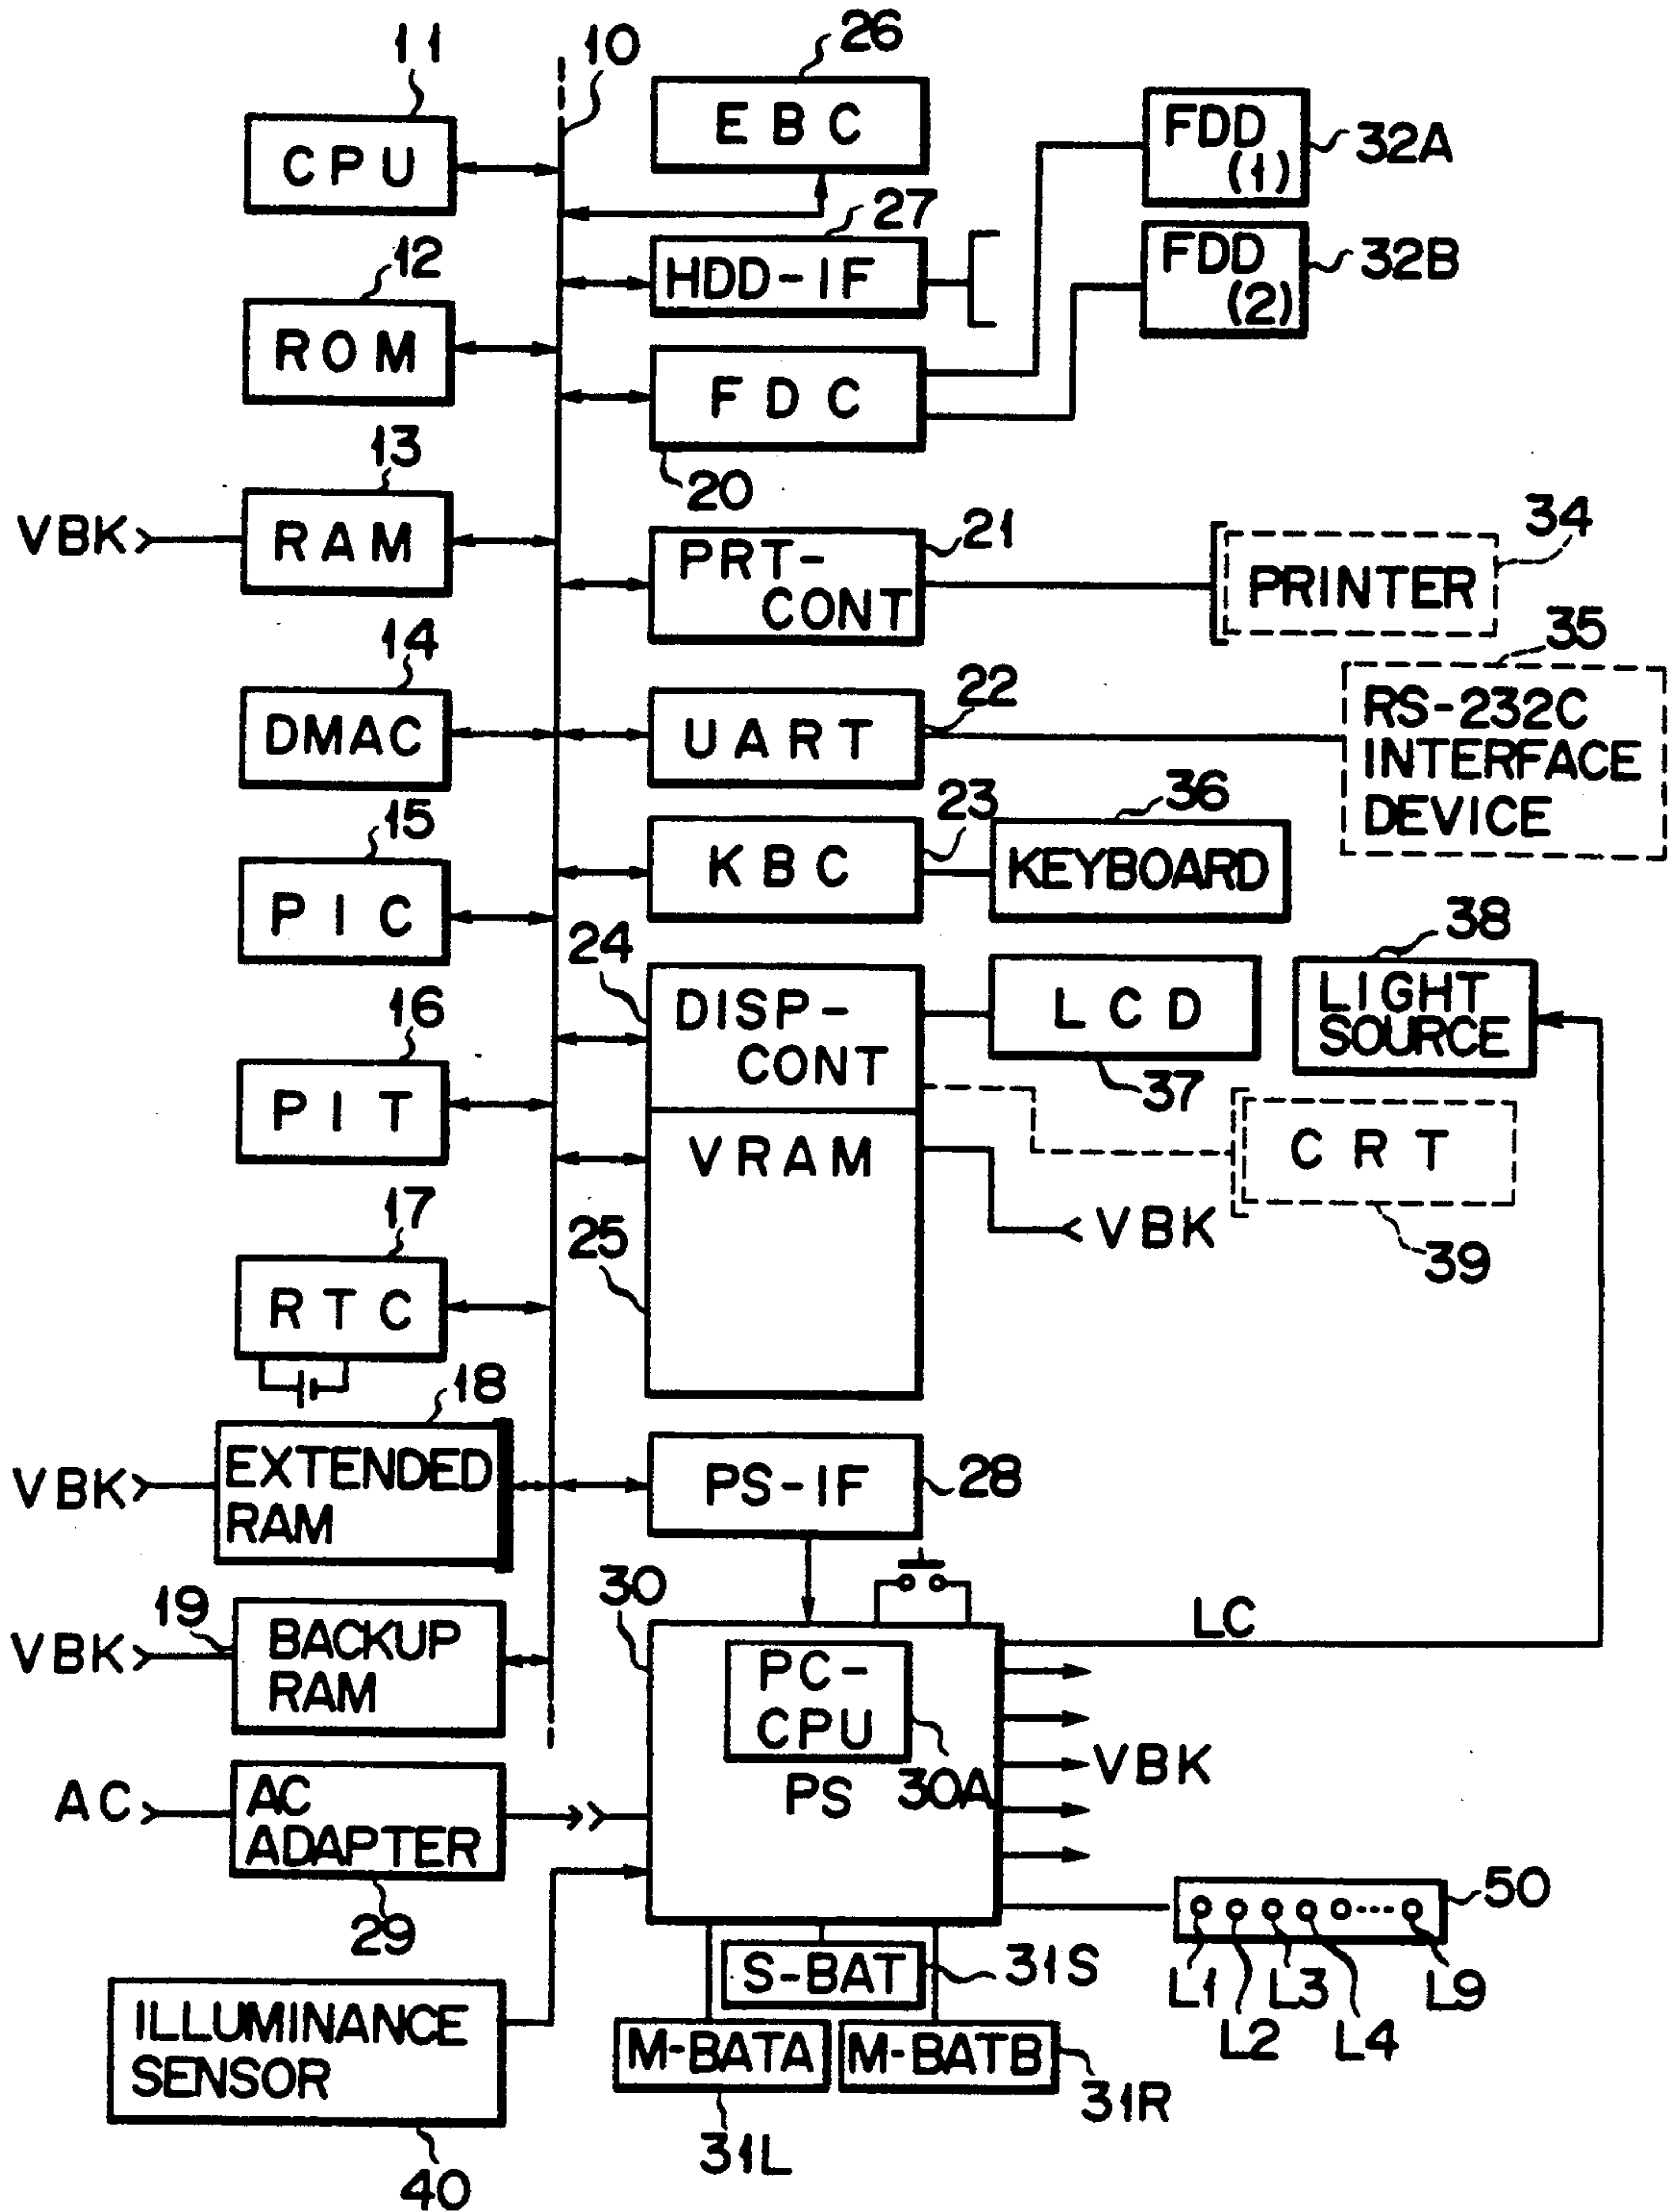 11
CPU
10
26
EBC
FDD
(1)
32A
27
HDD-IF
FDD
(2)
32B
12
ROM
FDC
20
13
VBK
RAM
21
PRT-
CONT
34
PRINTER
14
DMAC
22
UART
35
RS-232C
INTERFACE
DEVICE
15
PIC
23
KBC
36
KEYBOARD
24
DISP-
CONT
LCD
37
38
LIGHT
SOURCE
16
PIT
VRAM
25
VBK
CRT
39
17
RTC
18
VBK
EXTENDED
RAM
PS-IF
28
19
VBK
BACKUP
RAM
30
PC-
CPU
30A
PS
LC
VBK
AC
AC
ADAPTER
29
50
L1
L2
L3
L4
L9
S-BAT
31S
M-BATA
31L
M-BATB
31R
ILLUMINANCE
SENSOR
40